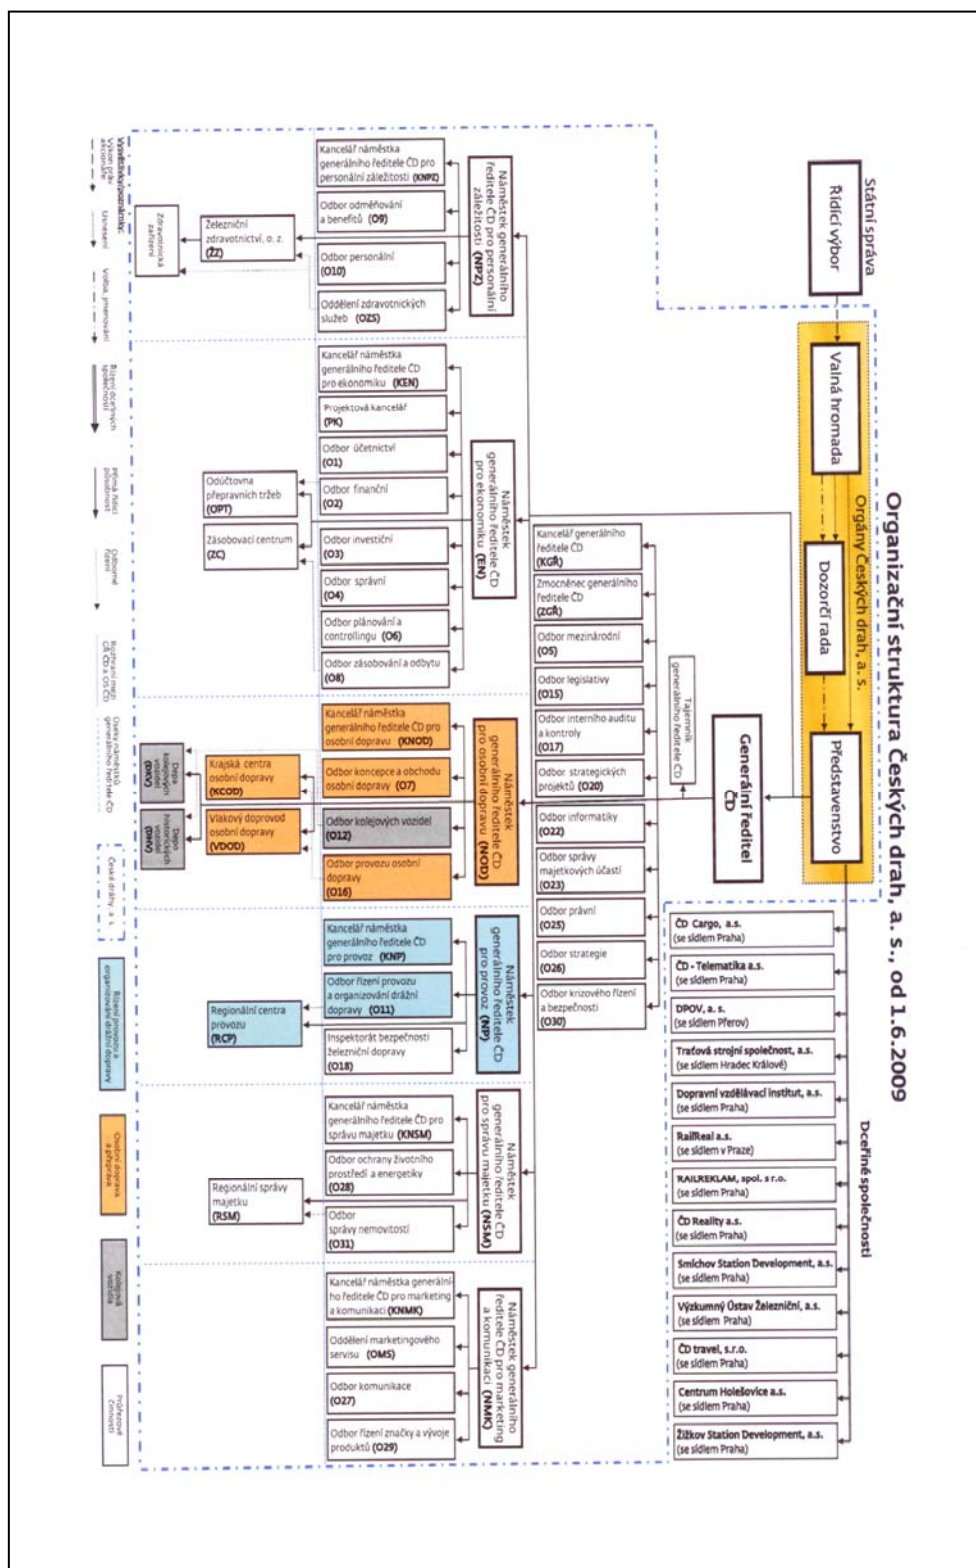 Organizační struktura Českých drah, a. s., od 1.6.2009
Státní správa
Řídící výbor
Orgány Českých drah, a. s.
Valná hromada
Dozorčí rada
Představenstvo
Dceřiné společnosti
ČD Cargo, a.s.
(se sídlem Praha)
ČD - Telematika a.s.
(se sídlem Praha)
DPOV, a. s.
(se sídlem Přerov)
Traťová strojní společnost, a.s.
(se sídlem Hradec Králové)
Dopravní vzdělávací institut, a.s.
(se sídlem Praha)
RailReal a.s.
(se sídlem v Praze)
RAILREKLAM, spol. s r.o.
(se sídlem Praha)
ČD Reality a.s.
(se sídlem Praha)
Smíchov Station Development, a.s.
(se sídlem Praha)
Výzkumný Ústav Železniční, a.s.
(se sídlem Praha)
ČD travel, s.r.o.
(se sídlem Praha)
Centrum Holešovice a.s.
(se sídlem Praha)
Žižkov Station Development, a.s.
(se sídlem Praha)
Generální ředitel
ČD
Tajemník
generálního ředitele ČD
Kancelář generálního
ředitele ČD
(KGŘ)
Zmocněnec generálního
ředitele ČD
(ZGŘ)
Odbor mezinárodní
(O5)
Odbor legislativy
(O15)
Odbor interního auditu
a kontroly
(O17)
Odbor strategických
projektů (O20)
Odbor informatiky
(O22)
Odbor správy
majetkových účastí
(O23)
Odbor právní
(O25)
Odbor strategie
(O26)
Odbor krizového řízení
a bezpečnosti
(O30)
Náměstek generálního
ředitele ČD pro personální
záležitosti (NPZ)
Kancelář náměstka
generálního ředitele ČD pro
personální záležitosti (KNPZ)
Odbor odměňování
a benefitů (O9)
Odbor personální
(O10)
Oddělení zdravotnických
služeb (OZS)
Železniční
zdravotnictví, o. z.
(ŽZ)
Zdravotnická
zařízení
Náměstek
generálního ředitele ČD
pro ekonomiku (EN)
Kancelář náměstka
generálního ředitele ČD
pro ekonomiku (KEN)
Projektová kancelář
(PK)
Odbor účetnictví
(O1)
Odbor finanční
(O2)
Odbor investiční
(O3)
Odbor správní
(O4)
Odbor plánování a
controllingu (O6)
Odbor zásobování a odbytu
(O8)
Odúčtovna
přepravních tržeb
(OPT)
Zásobovací centrum
(ZC)
Náměstek
generálního ředitele ČD
pro osobní dopravu (NOD)
Kancelář náměstka
generálního ředitele ČD pro
osobní dopravu (KNOD)
Odbor koncepce a obchodu
osobní dopravy (O7)
Odbor kolejových vozidel
(O12)
Odbor provozu osobní
dopravy
(O16)
Krajská centra
osobní dopravy
(KCOD)
Vlakový doprovod
osobní dopravy
(VDOD)
Depa
kolejových
vozidel
(DKV)
Depo
historických
vozidel
(DHV)
Náměstek
generálního ředitele ČD
pro provoz (NP)
Kancelář náměstka
generálního ředitele ČD
pro provoz (KNP)
Odbor řízení provozu
a organizování drážní
dopravy (O11)
Inspektorát bezpečnosti
železniční dopravy
(O18)
Regionální centra
provozu
(RCP)
Náměstek
generálního ředitele ČD
pro správu majetku (NSM)
Kancelář náměstka
generálního ředitele ČD pro
správu majetku (KNSM)
Odbor ochrany životního
prostředí a energetiky
(O28)
Odbor
správy nemovitostí
(O31)
Regionální správy
majetku
(RSM)
Náměstek generálního
ředitele ČD pro marketing
a komunikaci (NMK)
Kancelář náměstka generální-
ho ředitele ČD pro marketing
a komunikaci (KNMK)
Oddělení marketingového
servisu (OMS)
Odbor komunikace
(O27)
Odbor řízení značky a vývoje
produktů (O29)
Vysvětlivky/poznámky:
Výkon práv
akcionáře
Usnesení
Volba, jmenování
Řízení dceřiných
společností
Přímá řídící
působnost
Odborné
řízení
Rozhraní mezi
GŘ ČD a OS ČD
Úseky náměstků
generálního ředitele ČD
České dráhy, a. s.
Řízení provozu a
organizování drážní dopravy
Osobní doprava
a přeprava
Kolejová
vozidla
Průřezové
činnosti